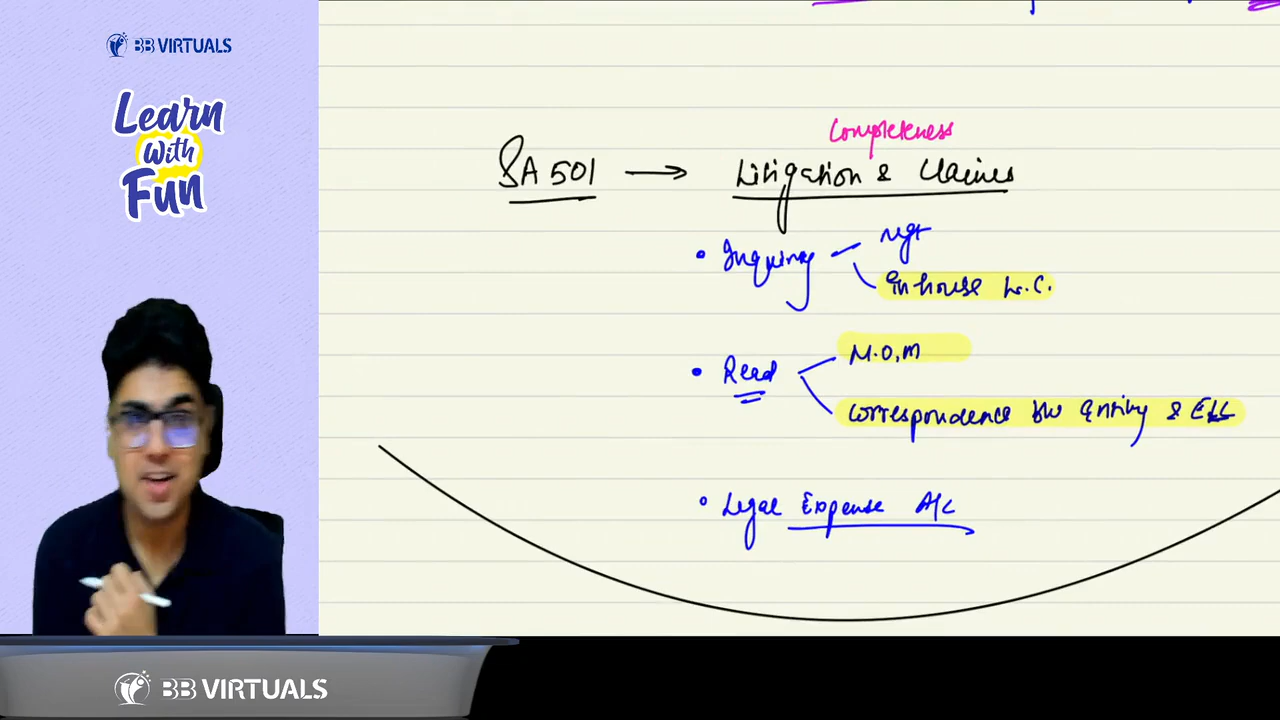 BB VIRTUALS
Learn
With
Fun
Completeness
SA 501 → Litigation & Claims
• Inquiry
mgt
inhouse L.C.
• Read
M.O.M
correspondence b/w Entity & ELC
• Legal Expense A/c
BB VIRTUALS